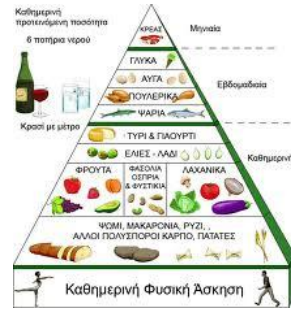 Καθημερινή
προτεινόμενη ποσότητα
6 ποτήρια νερού
Κρασί με μέτρο
ΚΡΕΑΣ
Μηνιαία
ΓΛΥΚΑ
ΑΥΓΑ
ΠΟΥΛΕΡΙΚΑ
ΨΑΡΙΑ
Εβδομαδιαία
ΤΥΡΙ & ΓΙΑΟΥΡΤΙ
ΕΛΙΕΣ - ΛΑΔΙ
Καθημερινή
ΦΡΟΥΤΑ
ΦΑΣΟΛΙΑ
ΟΣΠΡΙΑ
& ΦΥΣΤΙΚΙΑ
ΛΑΧΑΝΙΚΑ
ΨΩΜΙ, ΜΑΚΑΡΟΝΙΑ, ΡΥΖΙ, ,
ΑΛΛΟΙ ΠΟΛΥΣΠΟΡΟΙ ΚΑΡΠΟ, ΠΑΤΑΤΕΣ
Καθημερινή Φυσική Άσκηση